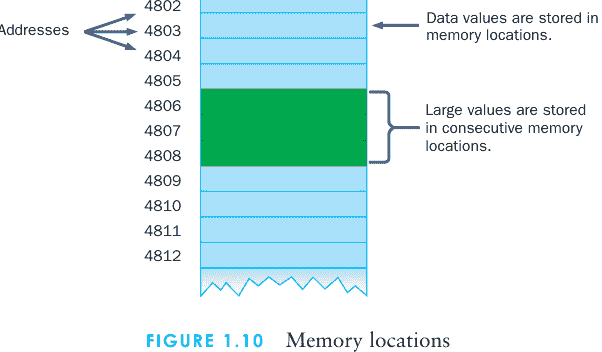 4802
Addresses
4803
4804
4805
4806
4807
4808
4809
4810
4811
4812
Data values are stored in
memory locations.
Large values are stored
in consecutive memory
locations.
FIGURE 1.10 Memory locations